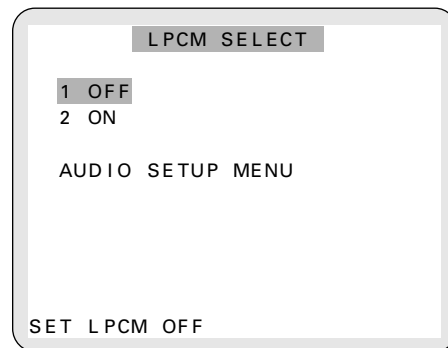 LPCM SELECT
1 OFF
2 ON
AUDIO SETUP MENU
SET LPCM OFF